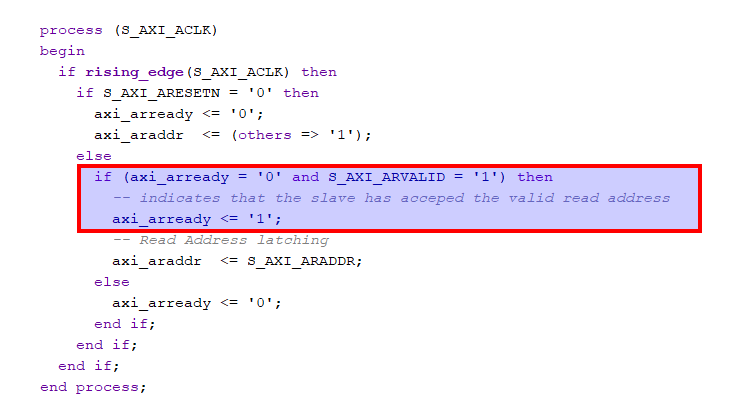 process (S_AXI_ACLK)
begin
if rising_edge(S_AXI_ACLK) then
if S_AXI_ARESETN = '0' then
axi_arready <= '0';
axi_araddr <= (others => '1');
else
if (axi_arready = '0' and S_AXI_ARVALID = '1') then
-- indicates that the slave has acceped the valid read address
axi_arready <= '1';
-- Read Address latching
axi_araddr <= S_AXI_ARADDR;
else
axi_arready <= '0';
end if;
end if;
end if;
end process;